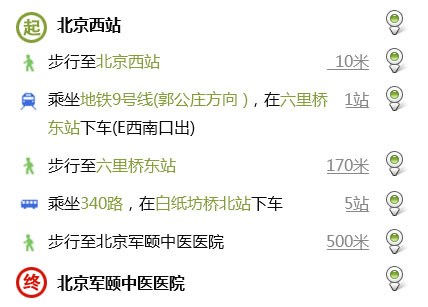 起 北京西站
步行至北京西站 10米
乘坐地铁9号线(郭公庄方向)，在六里桥 1站
东站下车(E西南口出)
步行至六里桥东站 170米
乘坐340路，在白纸坊桥北站下车 5站
步行至北京军颐中医医院 500米
终 北京军颐中医医院